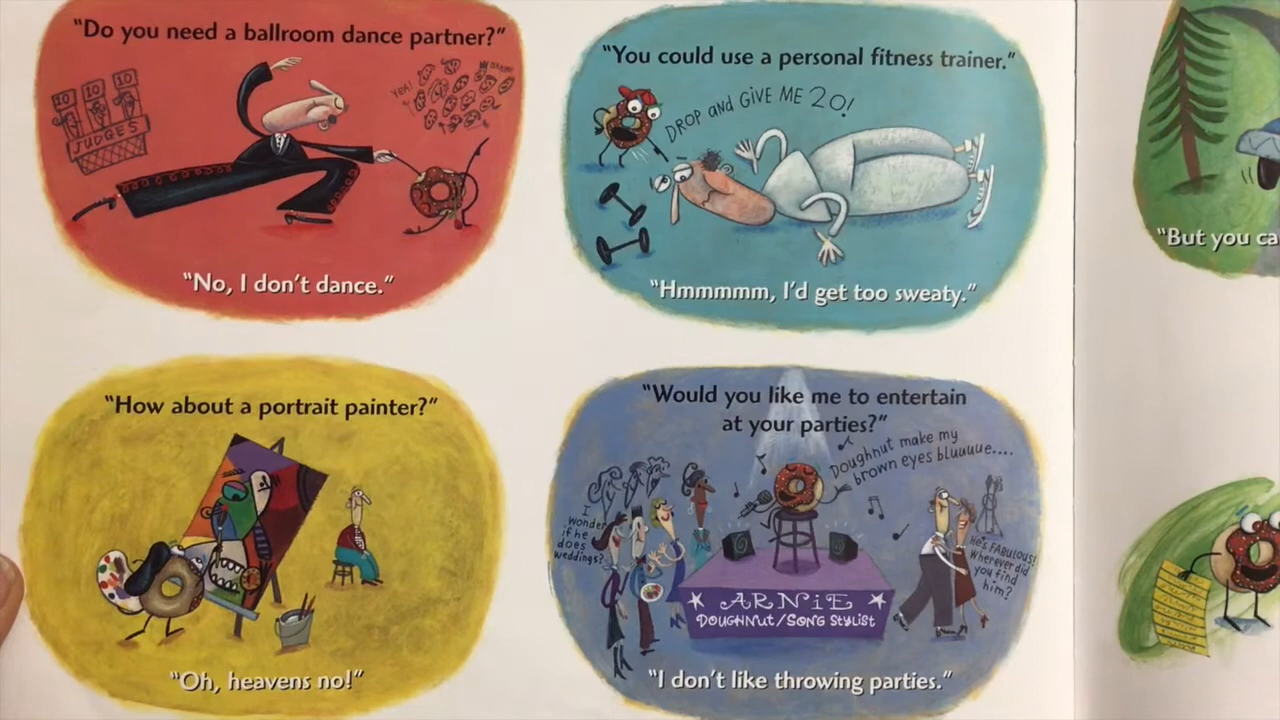 "Do you need a ballroom dance partner?"
10 10 10
JUDGES
YEA!
"No, I don't dance."
"You could use a personal fitness trainer."
DROP and GIVE ME 20!
"Hmmmmm, I'd get too sweaty."
"How about a portrait painter?"
"Oh, heavens no!"
"Would you like me to entertain
at your parties?"
Doughnut make my
brown eyes bluuuue....
I
wonder
if he
does
weddings?
He's FABULOUS!
Wherever did
you find
him?
ARNiE
DOUGHNut/SONG StyLiST
"I don't like throwing parties."
"But you ca